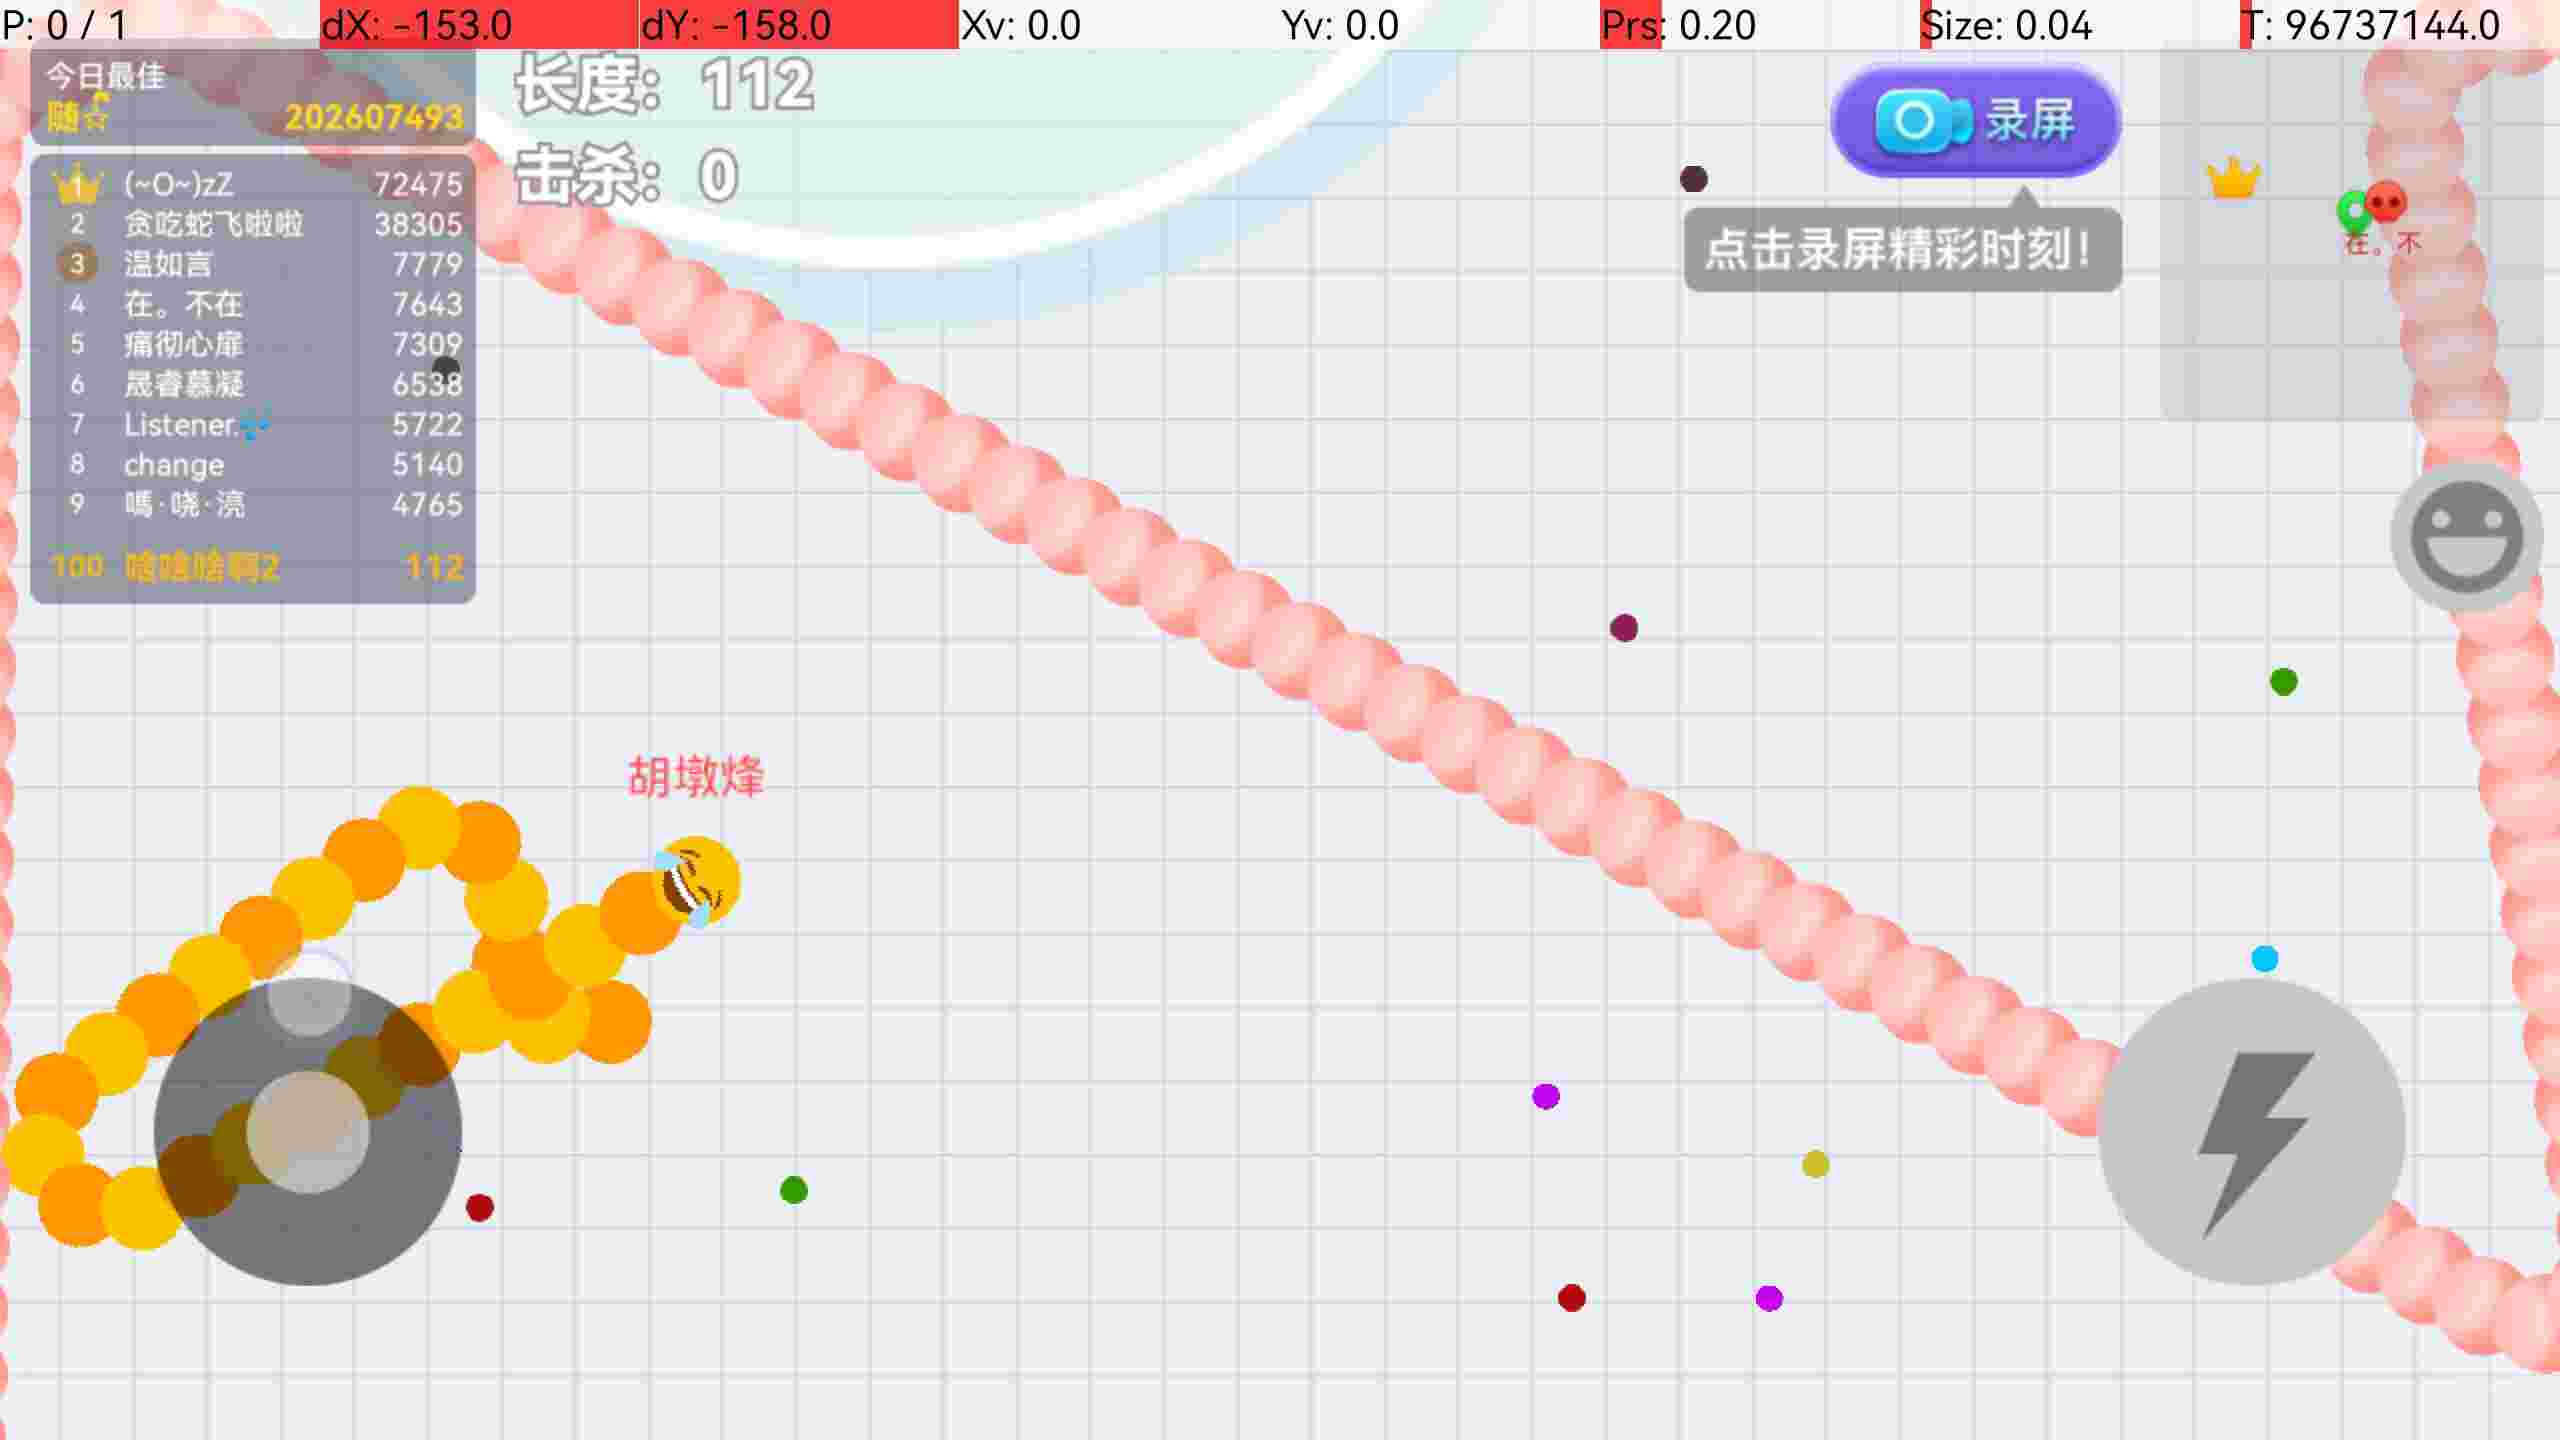 P: 0 / 1
dX: -153.0
dY: -158.0
Xv: 0.0
Yv: 0.0
Prs: 0.20
Size: 0.04
T: 96737144.0
今日最佳
随☆ 202607493
1 (~O~)zZ 72475
2 贪吃蛇飞啦啦 38305
3 温如言 7779
4 在。不在 7643
5 痛彻心扉 7309
6 晟睿慕凝 6538
7 Listener. 5722
8 change 5140
9 嘺·哓·湸 4765
100 啥啥啥啊2 112
长度：112
击杀：0
录屏
点击录屏精彩时刻！
在。不
胡墩烽